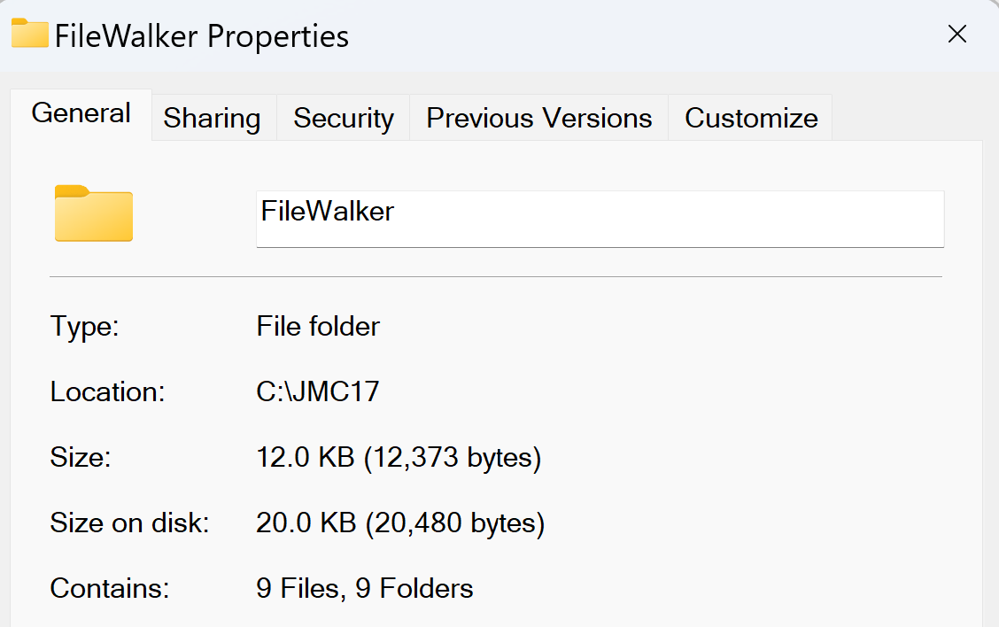 FileWalker Properties
General Sharing Security Previous Versions Customize
FileWalker
Type: File folder
Location: C:\JMC17
Size: 12.0 KB (12,373 bytes)
Size on disk: 20.0 KB (20,480 bytes)
Contains: 9 Files, 9 Folders